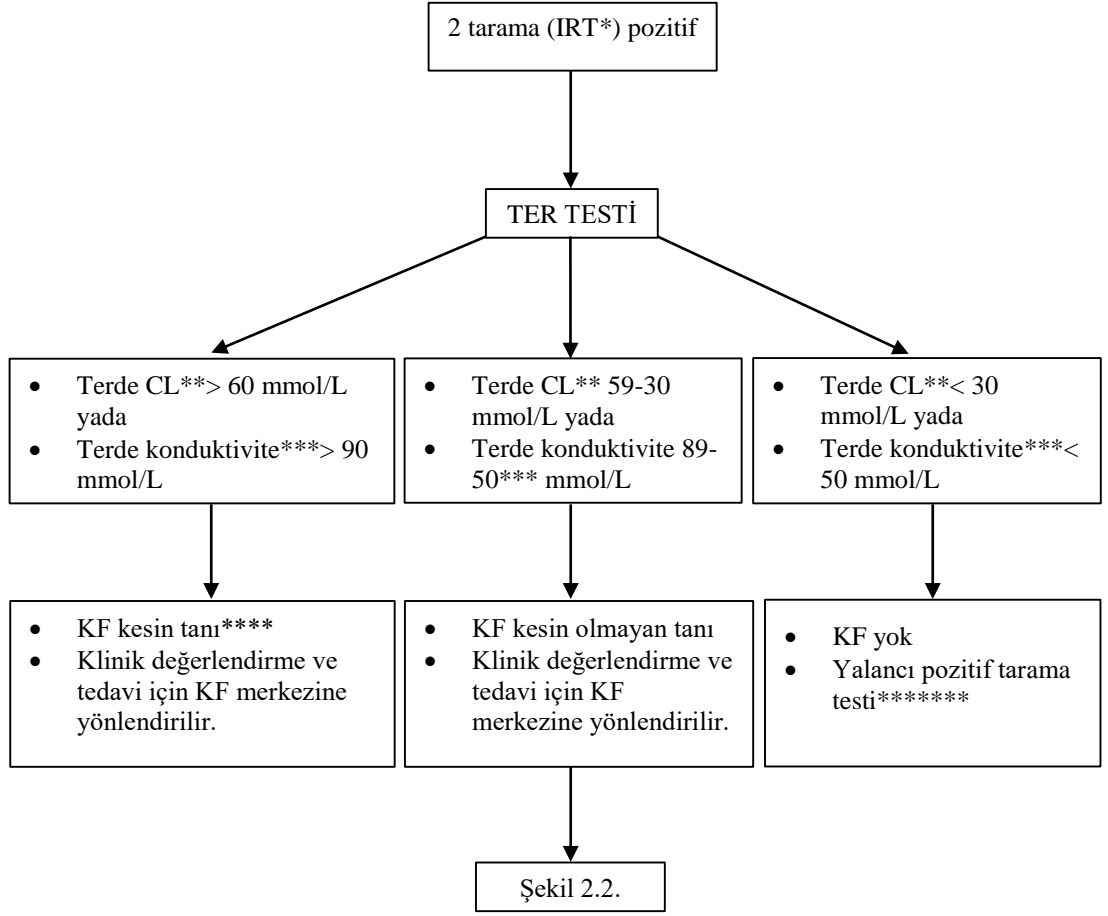 2 tarama (IRT*) pozitif
TER TESTİ
• Terde CL**> 60 mmol/L
yada
• Terde konduktivite***> 90
mmol/L
• Terde CL** 59-30
mmol/L yada
• Terde konduktivite 89-
50*** mmol/L
• Terde CL**< 30
mmol/L yada
• Terde konduktivite***<
50 mmol/L
• KF kesin tanı****
• Klinik değerlendirme ve
tedavi için KF merkezine
yönlendirilir.
• KF kesin olmayan tanı
• Klinik değerlendirme ve
tedavi için KF
merkezine yönlendirilir.
• KF yok
• Yalancı pozitif tarama
testi*******
Şekil 2.2.